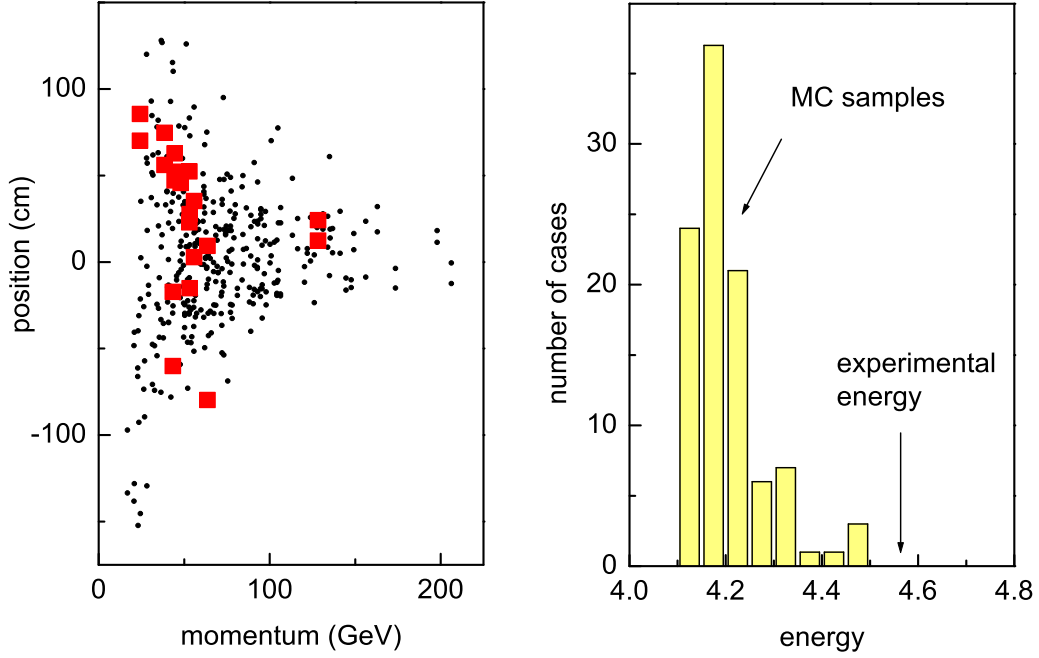 100
0
-100
position (cm)
0
100
200
momentum (GeV)
30
20
10
0
number of cases
MC samples
experimental
energy
4.0
4.2
4.4
4.6
4.8
energy